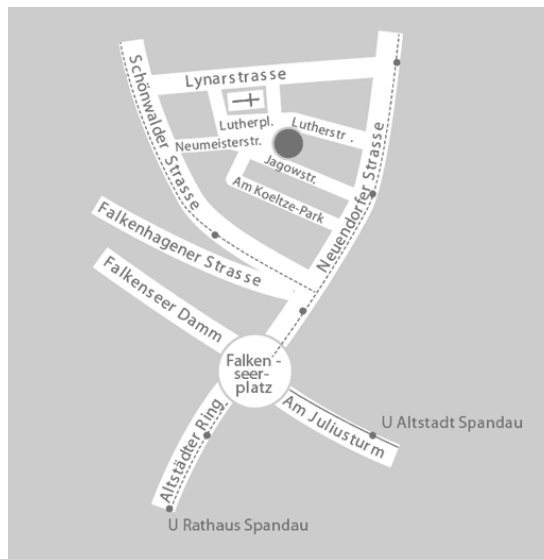 Lynarstrasse
Schönwalder Strasse
Lutherpl.
Lutherstr.
Neumeisterstr.
Jagowstr.
Am Koeltze-Park
Neuendorfer Strasse
Falkenhagener Strasse
Falkenseer Damm
Falken-
seer-
platz
Am Juliusturm
U Altstadt Spandau
Altstädter Ring
U Rathaus Spandau